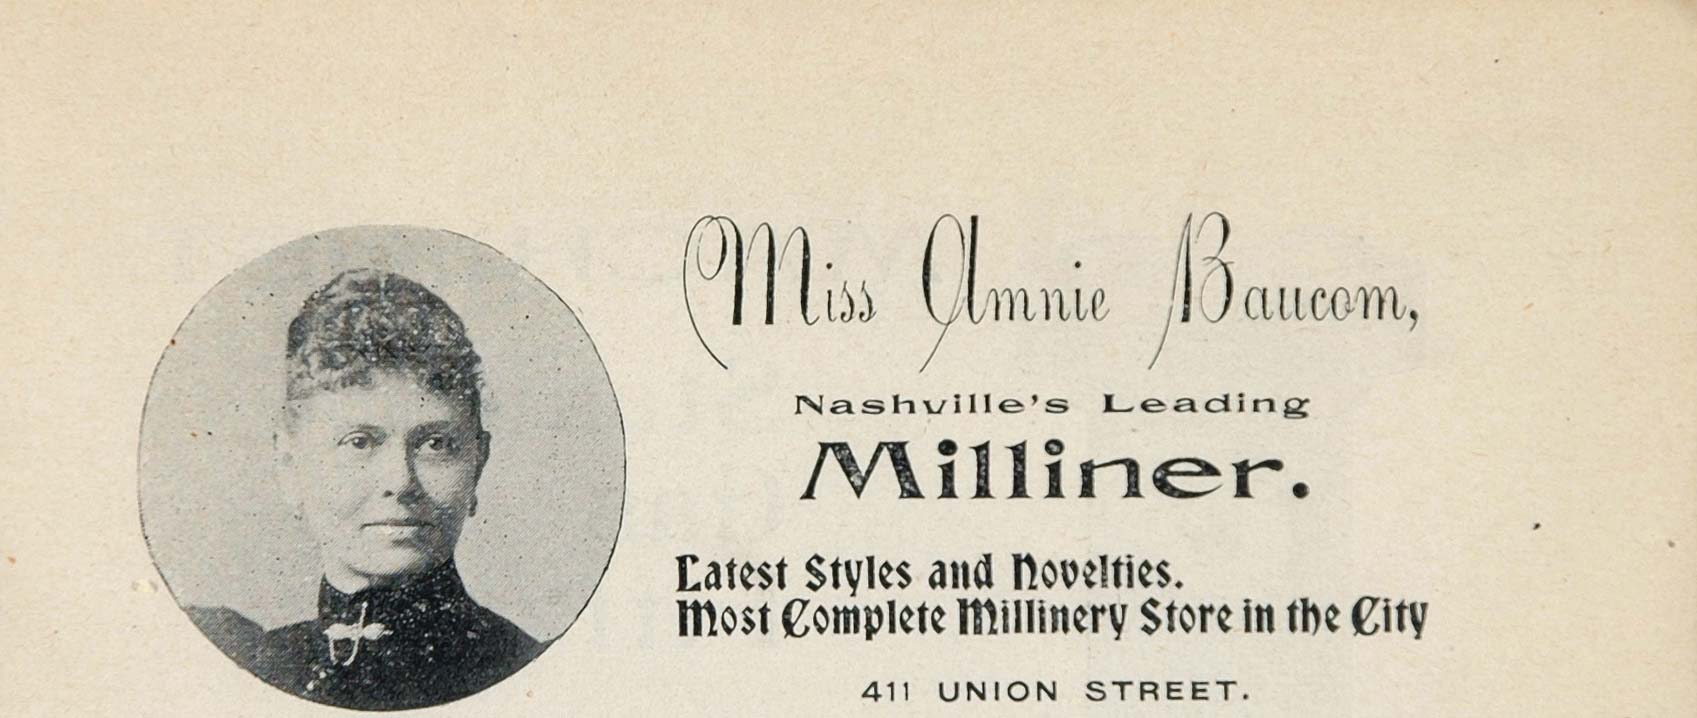 Miss Amnie Baucom,
Nashville's Leading
Milliner.
Latest Styles and Novelties.
Most Complete Millinery Store in the City
411 UNION STREET.